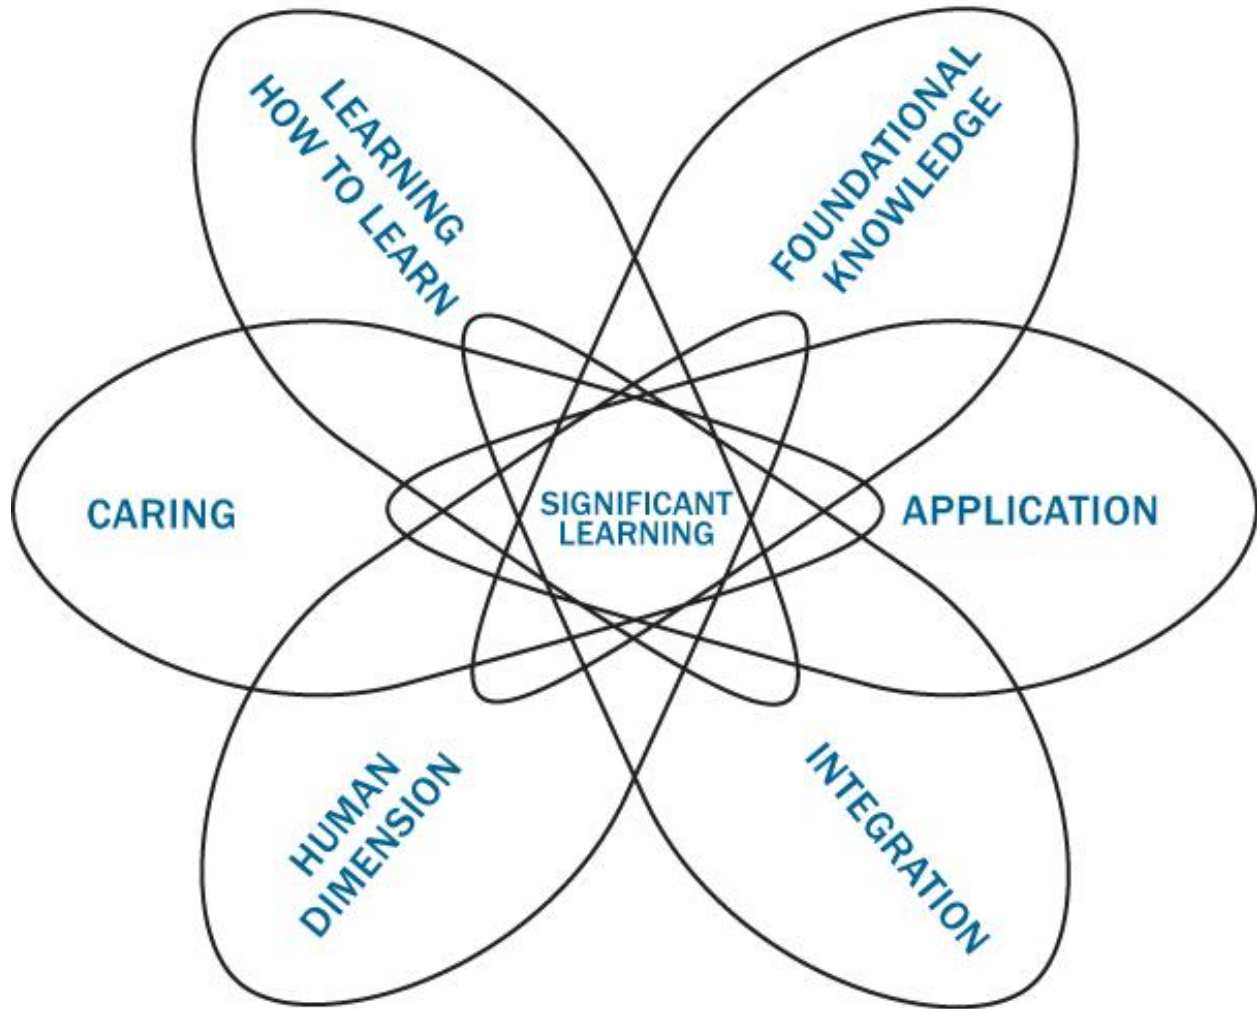 LEARNING
HOW TO LEARN
FOUNDATIONAL
KNOWLEDGE
CARING
SIGNIFICANT
LEARNING
APPLICATION
HUMAN
DIMENSION
INTEGRATION